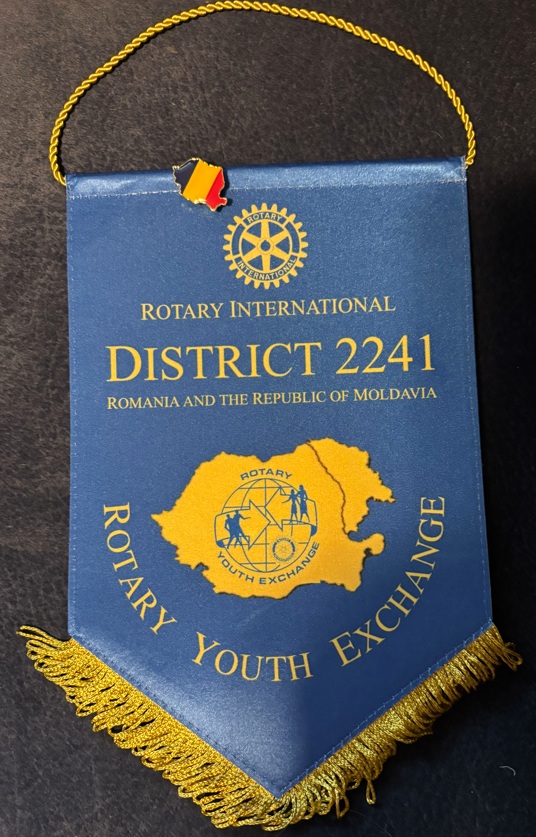 ROTARY
INTERNATIONAL
ROTARY INTERNATIONAL
DISTRICT 2241
ROMANIA AND THE REPUBLIC OF MOLDAVIA
ROTARY
YOUTH EXCHANGE
ROTARY YOUTH EXCHANGE